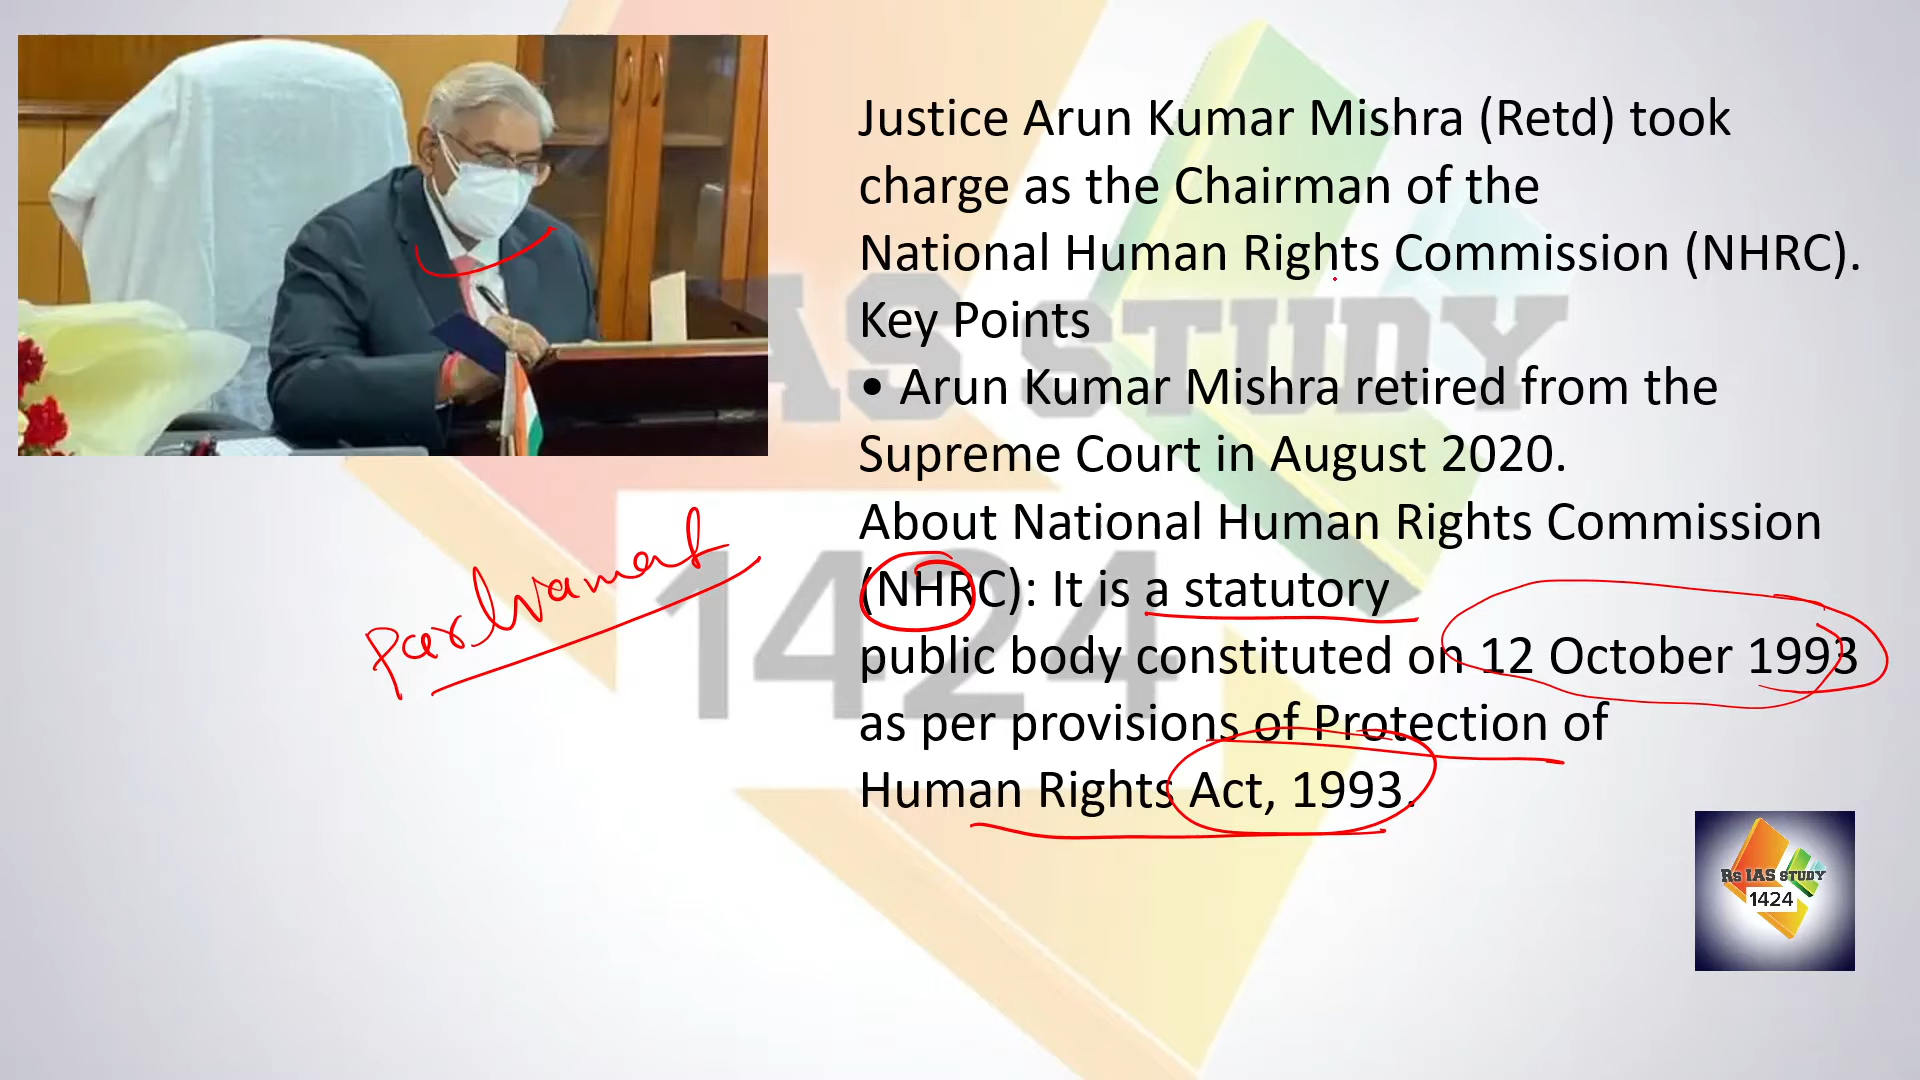 Justice Arun Kumar Mishra (Retd) took
charge as the Chairman of the
National Human Rights Commission (NHRC).
Key Points
• Arun Kumar Mishra retired from the
Supreme Court in August 2020.
About National Human Rights Commission
(NHRC): It is a statutory
public body constituted on 12 October 1993
as per provisions of Protection of
Human Rights Act, 1993.
IAS STUDY
1424
RS IAS STUDY
1424